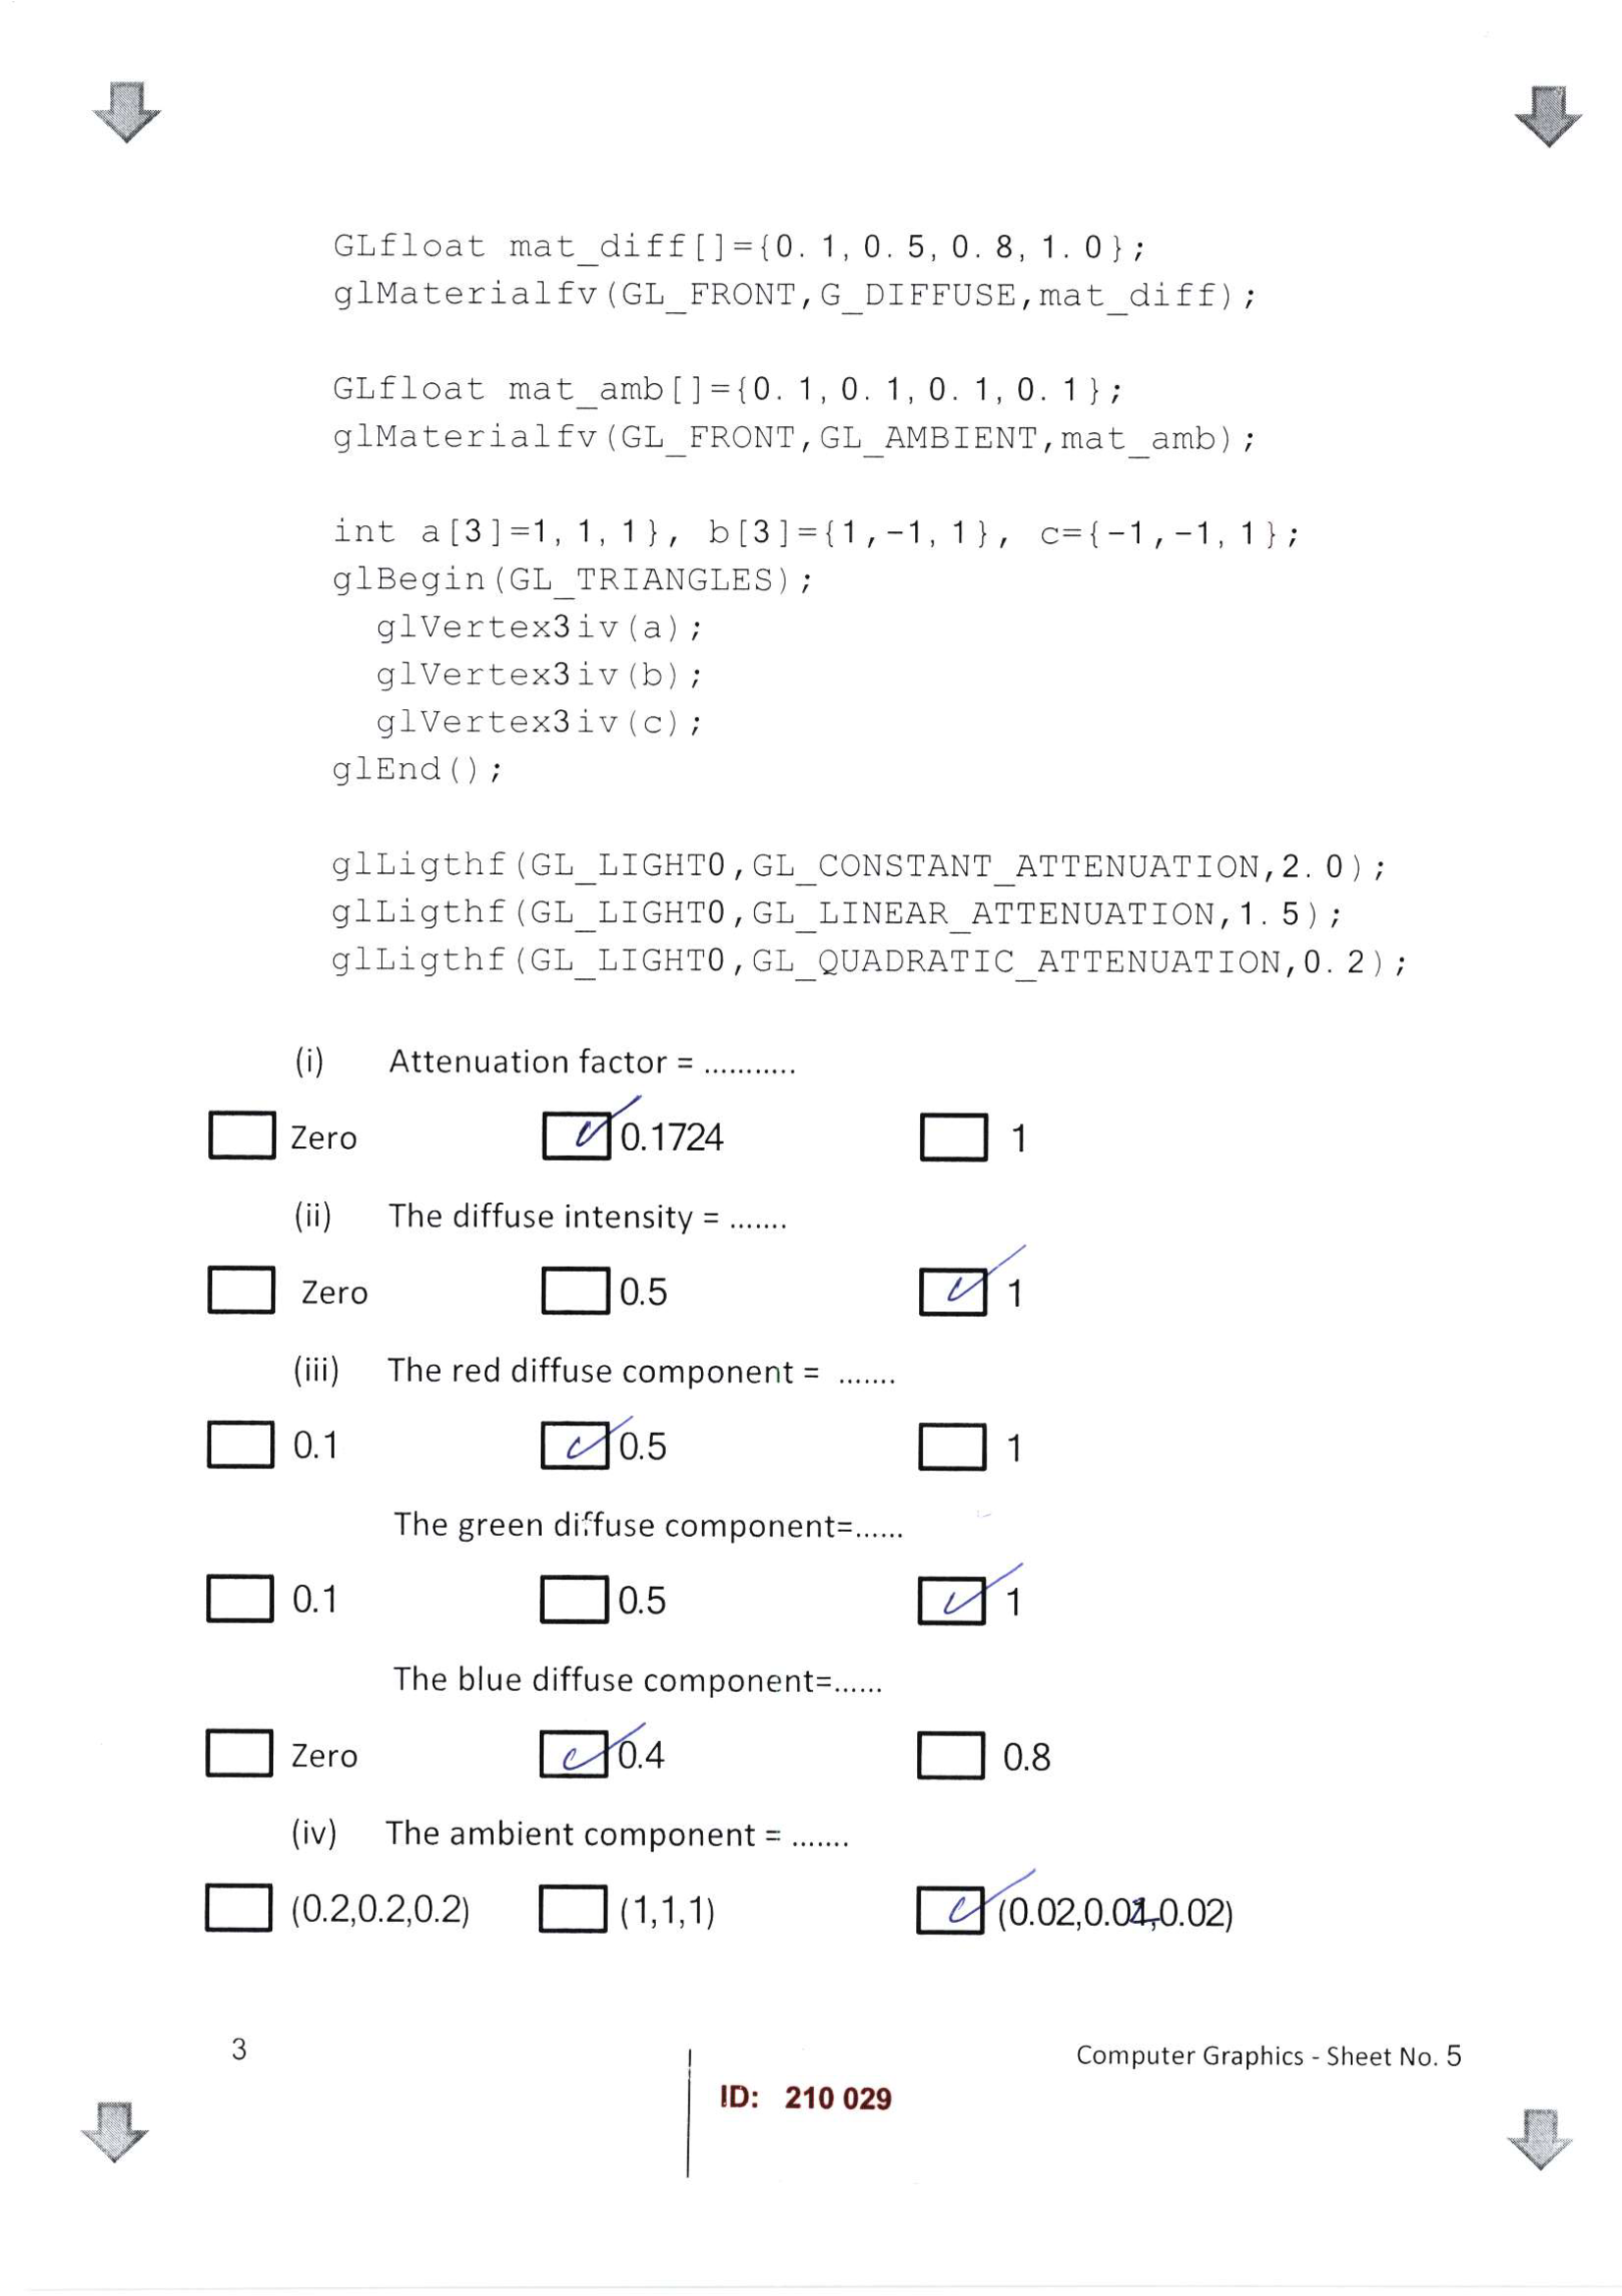 GLfloat mat_diff[]={0.1,0.5,0.8,1.0};
glMaterialfv(GL_FRONT,G_DIFFUSE,mat_diff);
GLfloat mat_amb[]={0.1,0.1,0.1,0.1};
glMaterialfv(GL_FRONT,GL_AMBIENT,mat_amb);
int a[3]=1,1,1}, b[3]={1,-1,1}, c={-1,-1,1};
glBegin(GL_TRIANGLES);
glVertex3iv(a);
glVertex3iv(b);
glVertex3iv(c);
glEnd();
glLigthf(GL_LIGHT0,GL_CONSTANT_ATTENUATION,2.0);
glLigthf(GL_LIGHT0,GL_LINEAR_ATTENUATION,1.5);
glLigthf(GL_LIGHT0,GL_QUADRATIC_ATTENUATION,0.2);
(i) Attenuation factor = ...........
Zero 0.1724 1
(ii) The diffuse intensity = .......
Zero 0.5 1
(iii) The red diffuse component = .......
0.1 0.5 1
The green diffuse component=......
0.1 0.5 1
The blue diffuse component=......
Zero 0.4 0.8
(iv) The ambient component = .......
(0.2,0.2,0.2) (1,1,1) (0.02,0.02,0.02)
3 Computer Graphics - Sheet No. 5
ID: 210 029